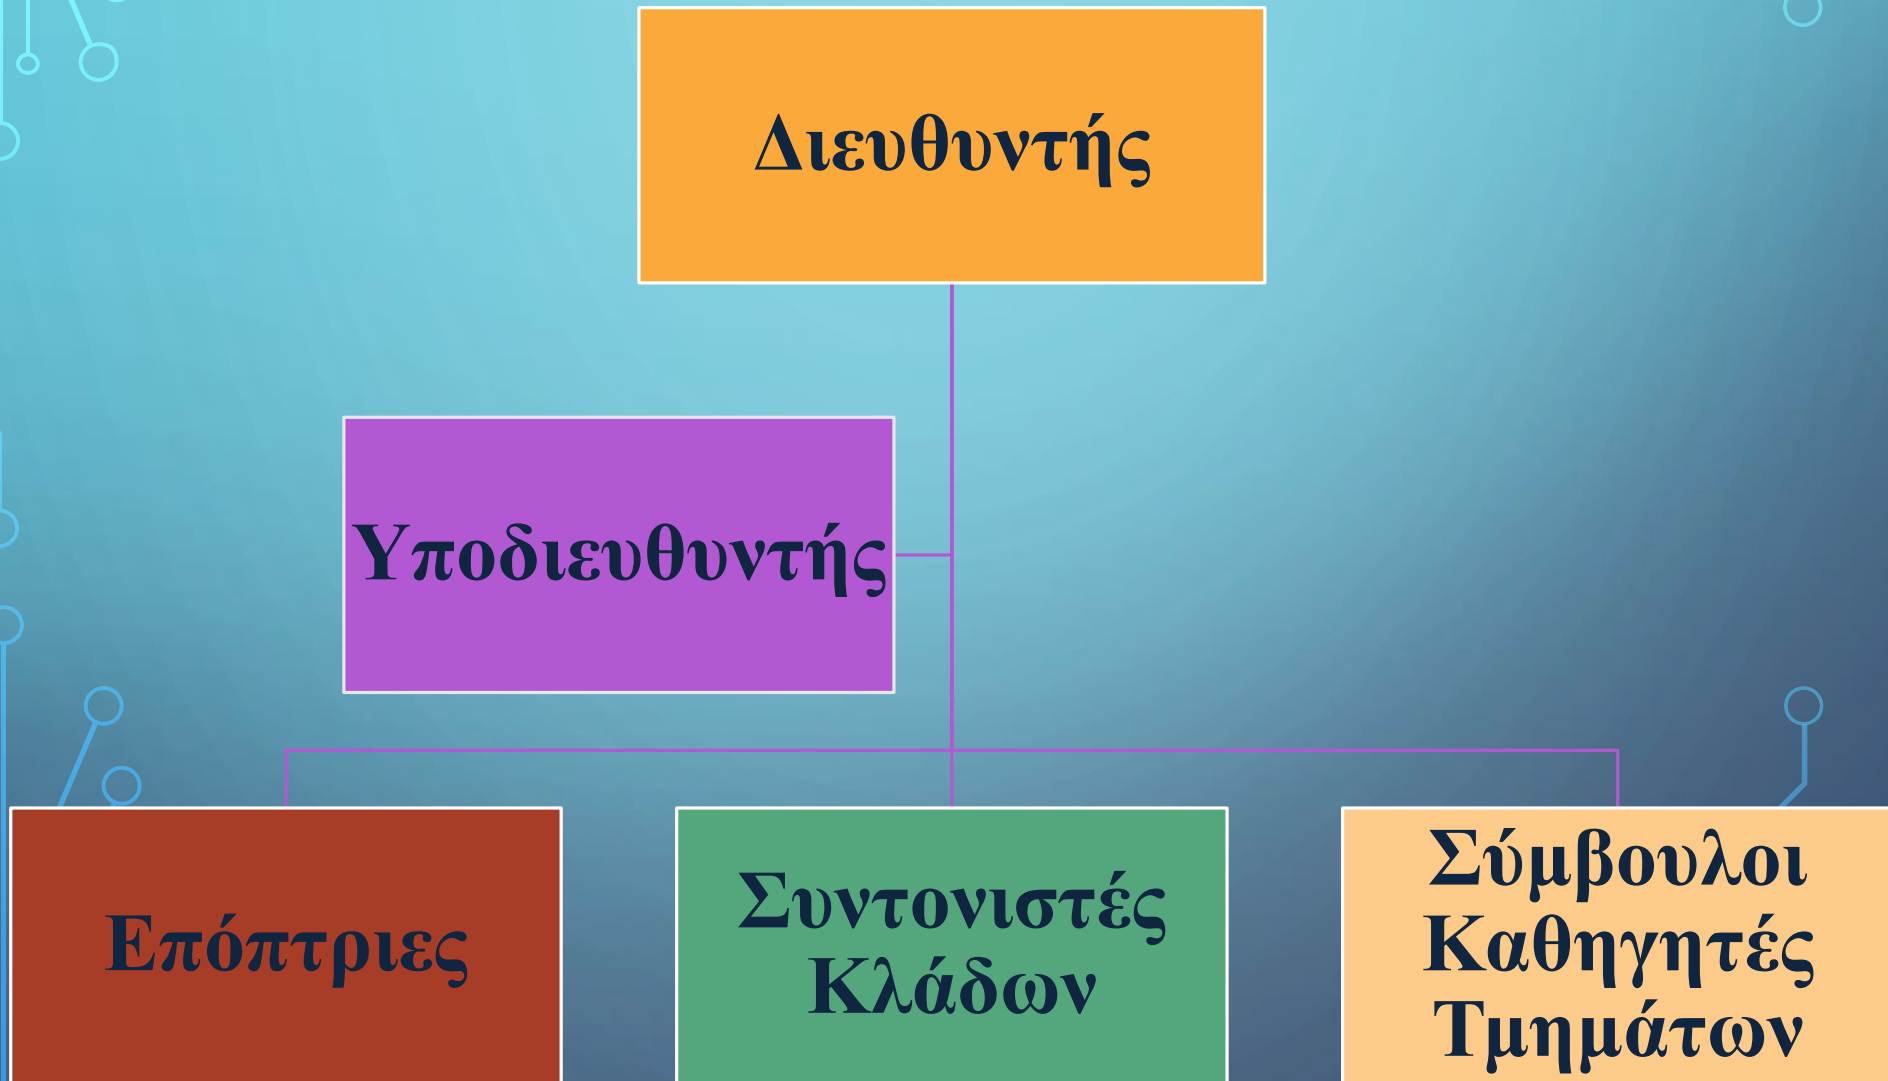 Διευθυντής
Υποδιευθυντής
Επόπτριες
Συντονιστές
Κλάδων
Σύμβουλοι
Καθηγητές
Τμημάτων